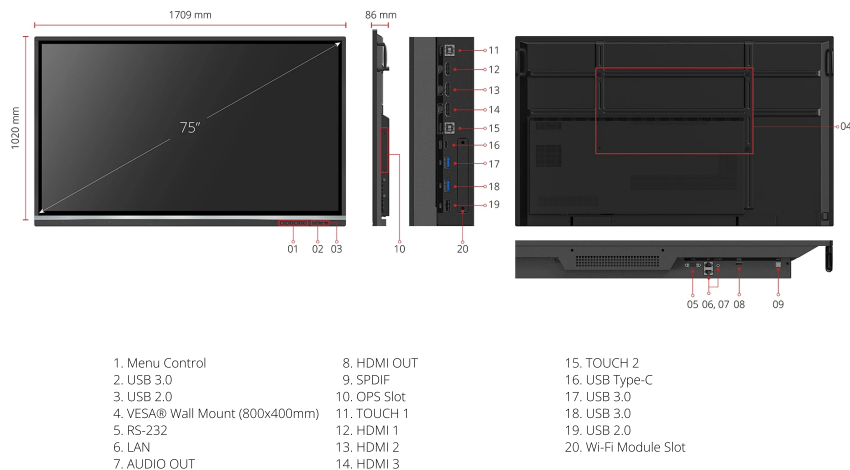 1709 mm
86 mm
1020 mm
75"
01 02 03
10
11
12
13
14
15
16
17
18
19
20
04
05 06, 07 08 09
1. Menu Control
2. USB 3.0
3. USB 2.0
4. VESA® Wall Mount (800x400mm)
5. RS-232
6. LAN
7. AUDIO OUT
8. HDMI OUT
9. SPDIF
10. OPS Slot
11. TOUCH 1
12. HDMI 1
13. HDMI 2
14. HDMI 3
15. TOUCH 2
16. USB Type-C
17. USB 3.0
18. USB 3.0
19. USB 2.0
20. Wi-Fi Module Slot